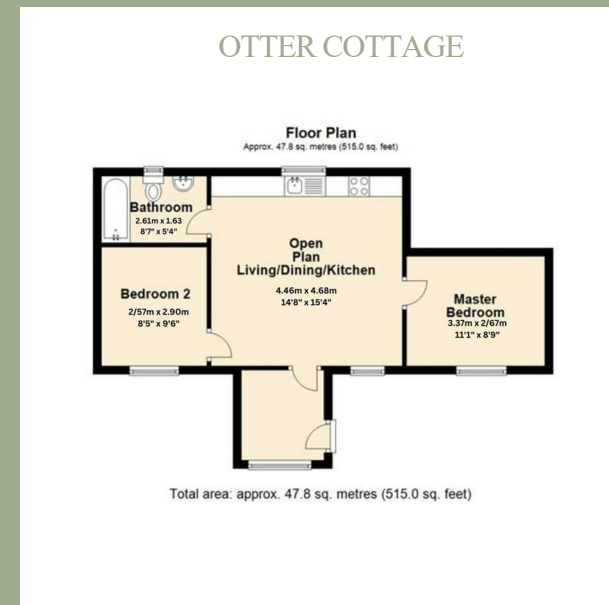 OTTER COTTAGE
Floor Plan
Approx. 47.8 sq. metres (515.0 sq. feet)
Bathroom
2.61m x 1.63
8'7" x 5'4"
Open
Plan
Living/Dining/Kitchen
4.46m x 4.68m
14'8" x 15'4"
Bedroom 2
2/57m x 2.90m
8'5" x 9'6"
Master
Bedroom
3.37m x 2/67m
11'1" x 8'9"
Total area: approx. 47.8 sq. metres (515.0 sq. feet)